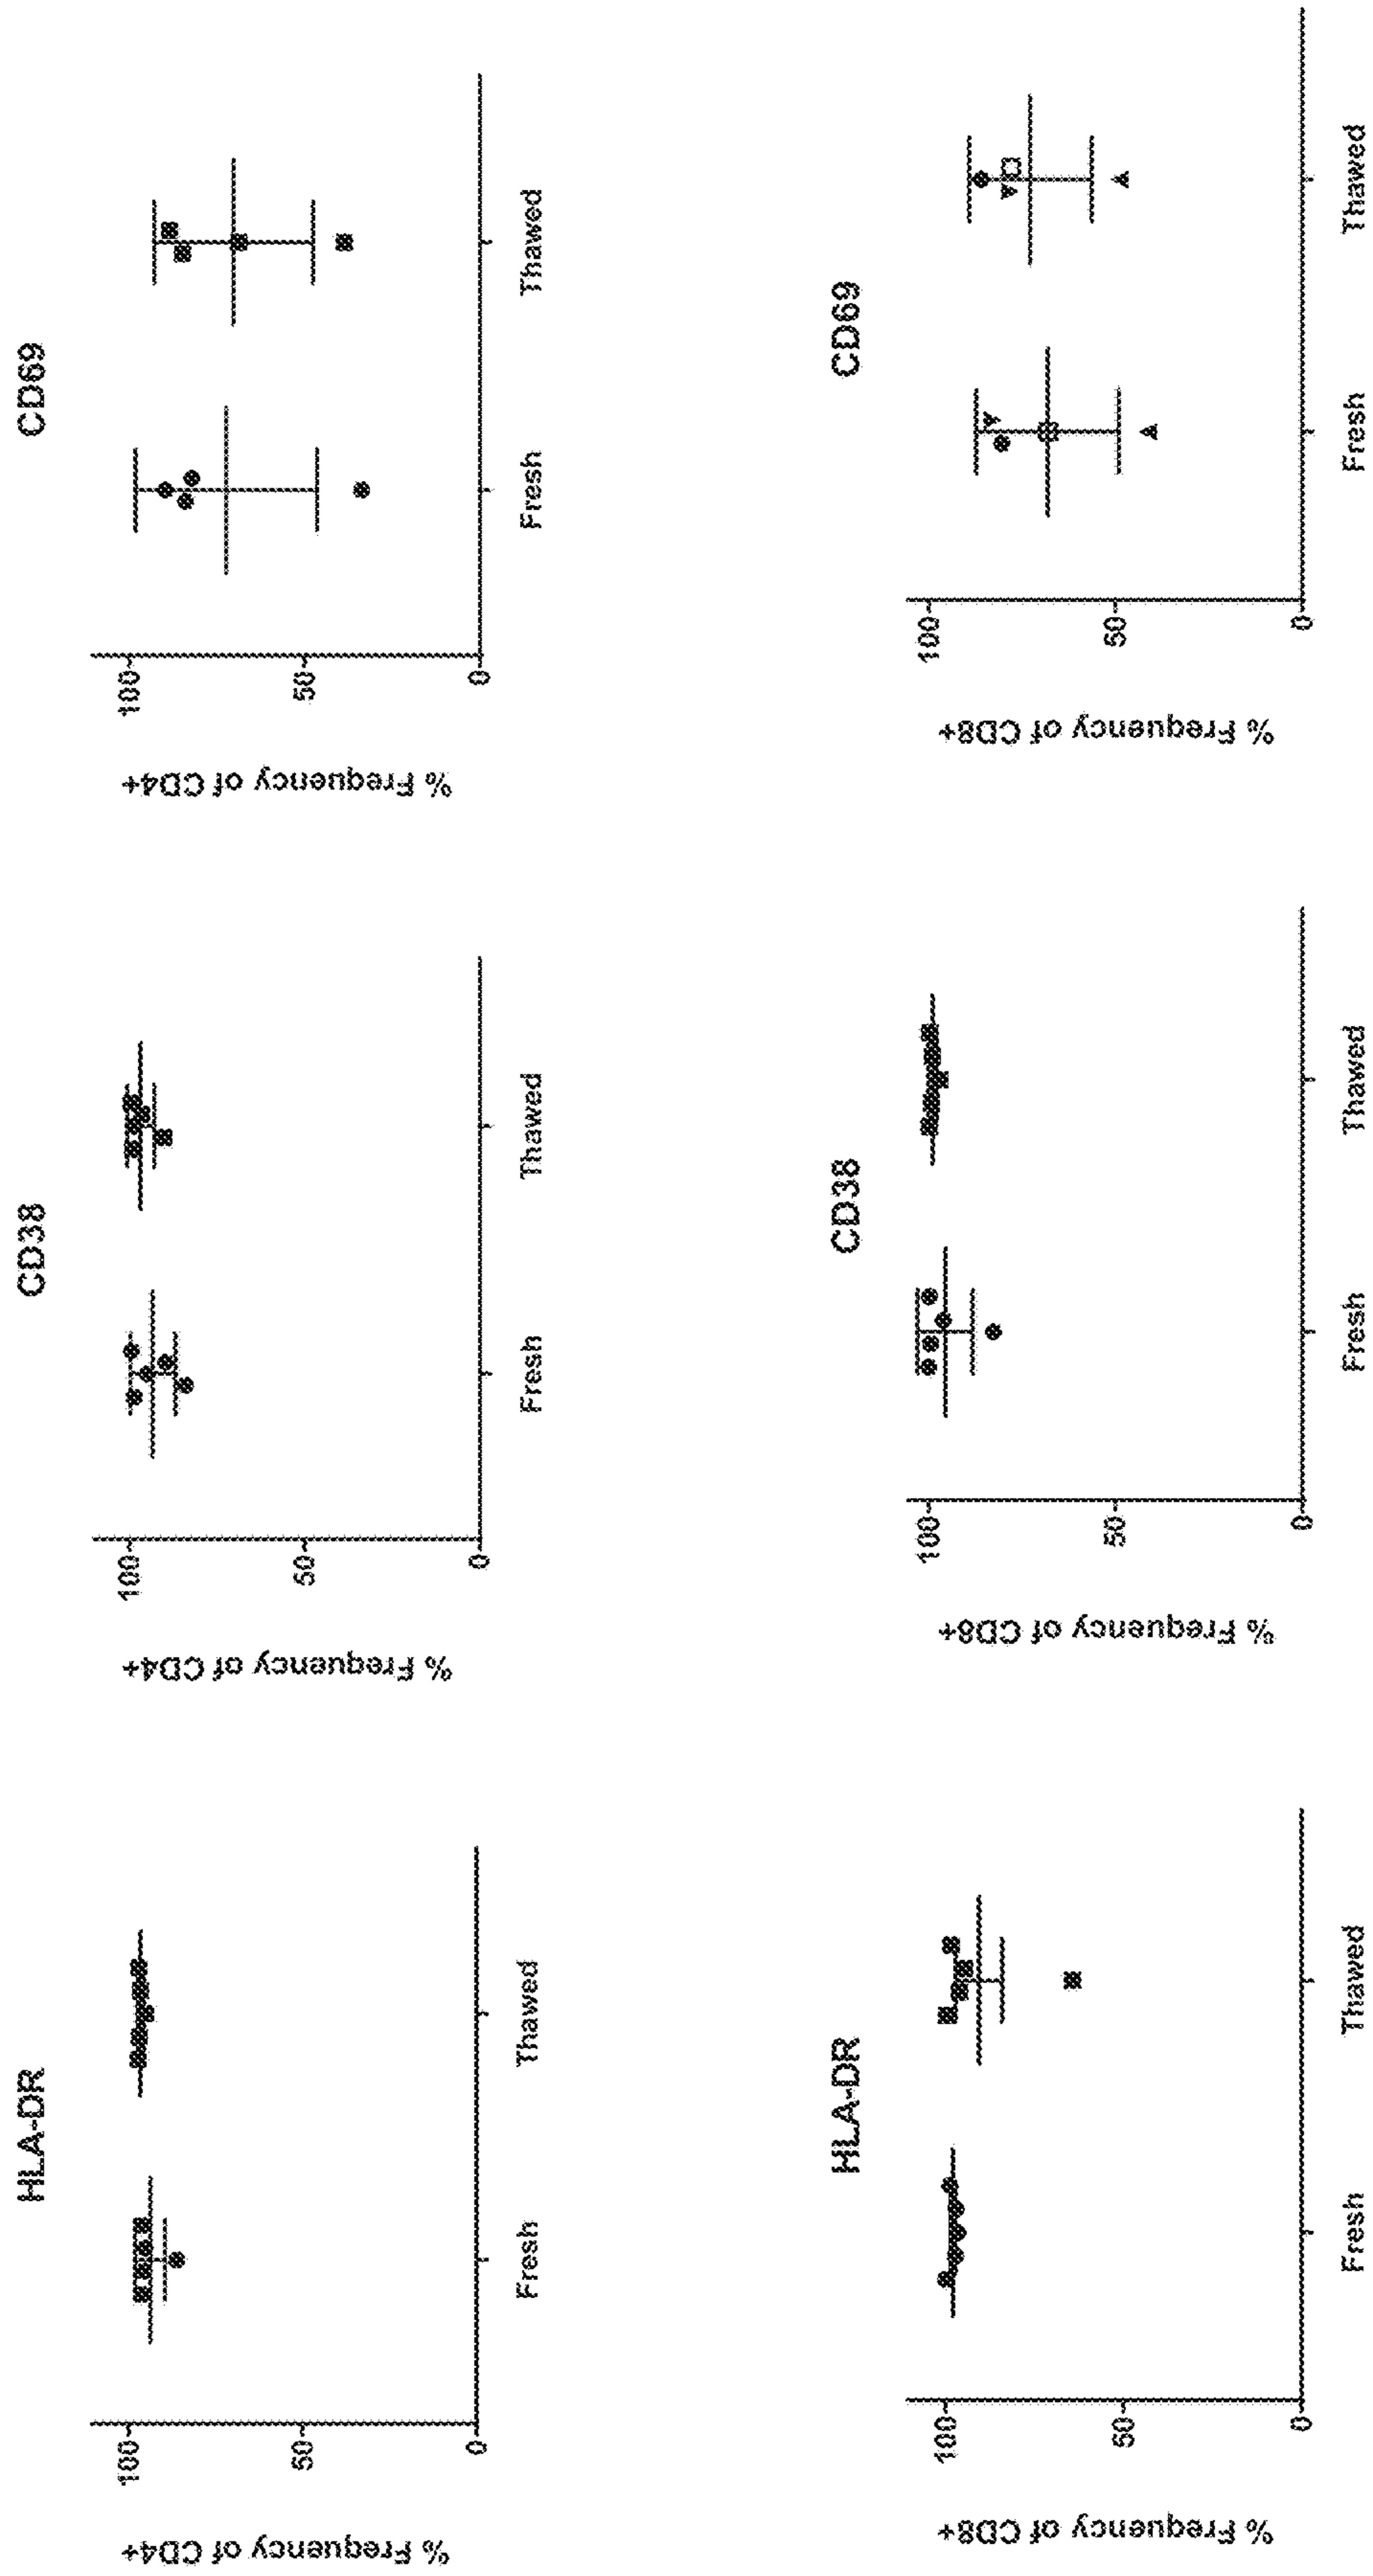 HLA-DR
% Frequency of CD4+
100
50
0
Fresh
Thawed
CD38
% Frequency of CD4+
100
50
0
Fresh
Thawed
CD69
% Frequency of CD4+
100
50
0
Fresh
Thawed
HLA-DR
% Frequency of CD8+
100
50
0
Fresh
Thawed
CD38
% Frequency of CD8+
100
50
0
Fresh
Thawed
CD69
% Frequency of CD8+
100
50
0
Fresh
Thawed